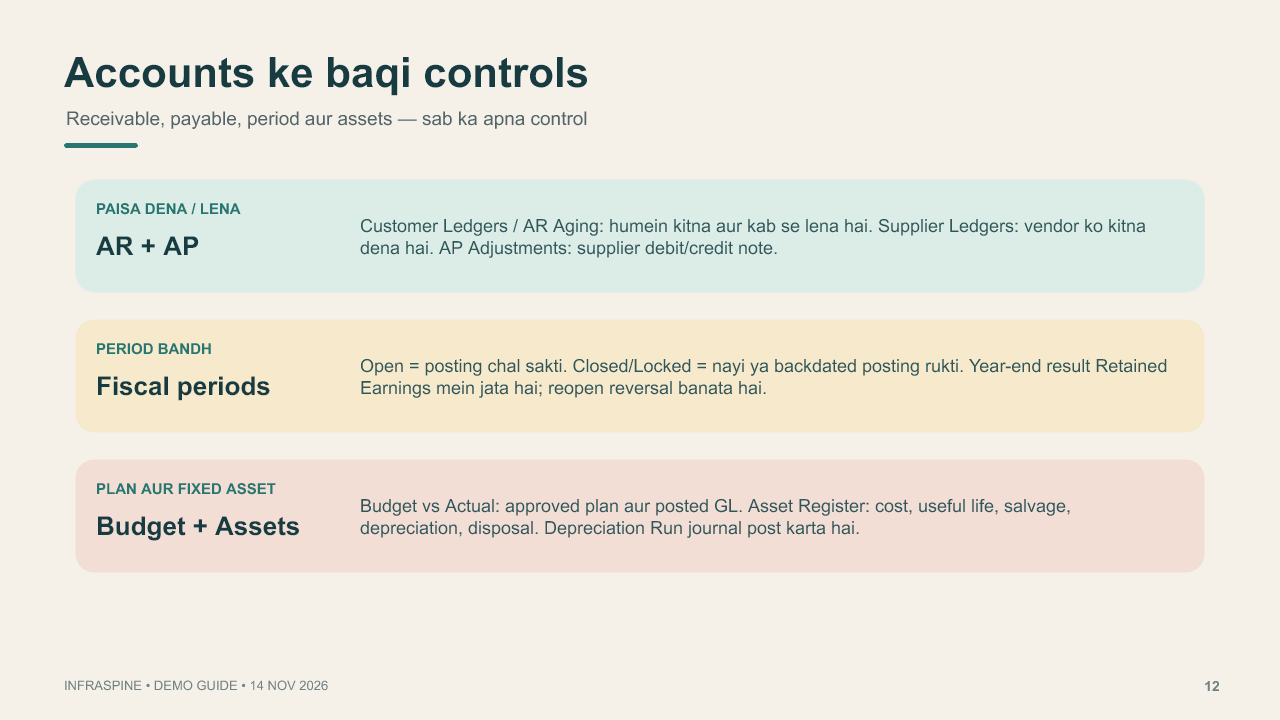 Accounts ke baqi controls
Receivable, payable, period aur assets — sab ka apna control
PAISA DENA / LENA
AR + AP
Customer Ledgers / AR Aging: humein kitna aur kab se lena hai. Supplier Ledgers: vendor ko kitna
dena hai. AP Adjustments: supplier debit/credit note.
PERIOD BANDH
Fiscal periods
Open = posting chal sakti. Closed/Locked = nayi ya backdated posting rukti. Year-end result Retained
Earnings mein jata hai; reopen reversal banata hai.
PLAN AUR FIXED ASSET
Budget + Assets
Budget vs Actual: approved plan aur posted GL. Asset Register: cost, useful life, salvage,
depreciation, disposal. Depreciation Run journal post karta hai.
INFRASPINE • DEMO GUIDE • 14 NOV 2026
12